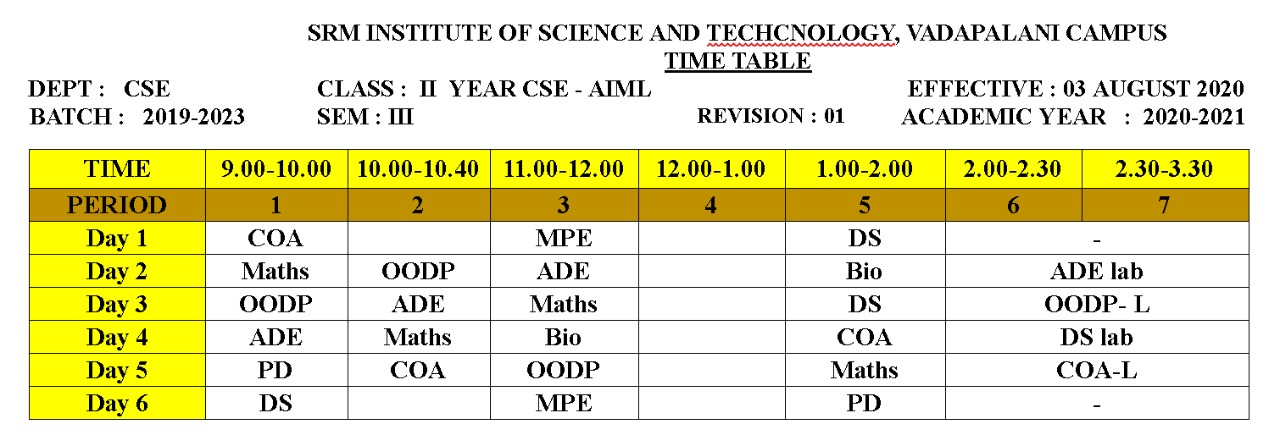 SRM INSTITUTE OF SCIENCE AND TECHCNOLOGY, VADAPALANI CAMPUS
TIME TABLE
DEPT : CSE CLASS : II YEAR CSE - AIML EFFECTIVE : 03 AUGUST 2020
BATCH : 2019-2023 SEM : III REVISION : 01 ACADEMIC YEAR : 2020-2021
TIME 9.00-10.00 10.00-10.40 11.00-12.00 12.00-1.00 1.00-2.00 2.00-2.30 2.30-3.30
PERIOD 1 2 3 4 5 6 7
Day 1 COA MPE DS -
Day 2 Maths OODP ADE Bio ADE lab
Day 3 OODP ADE Maths DS OODP- L
Day 4 ADE Maths Bio COA DS lab
Day 5 PD COA OODP Maths COA-L
Day 6 DS MPE PD -